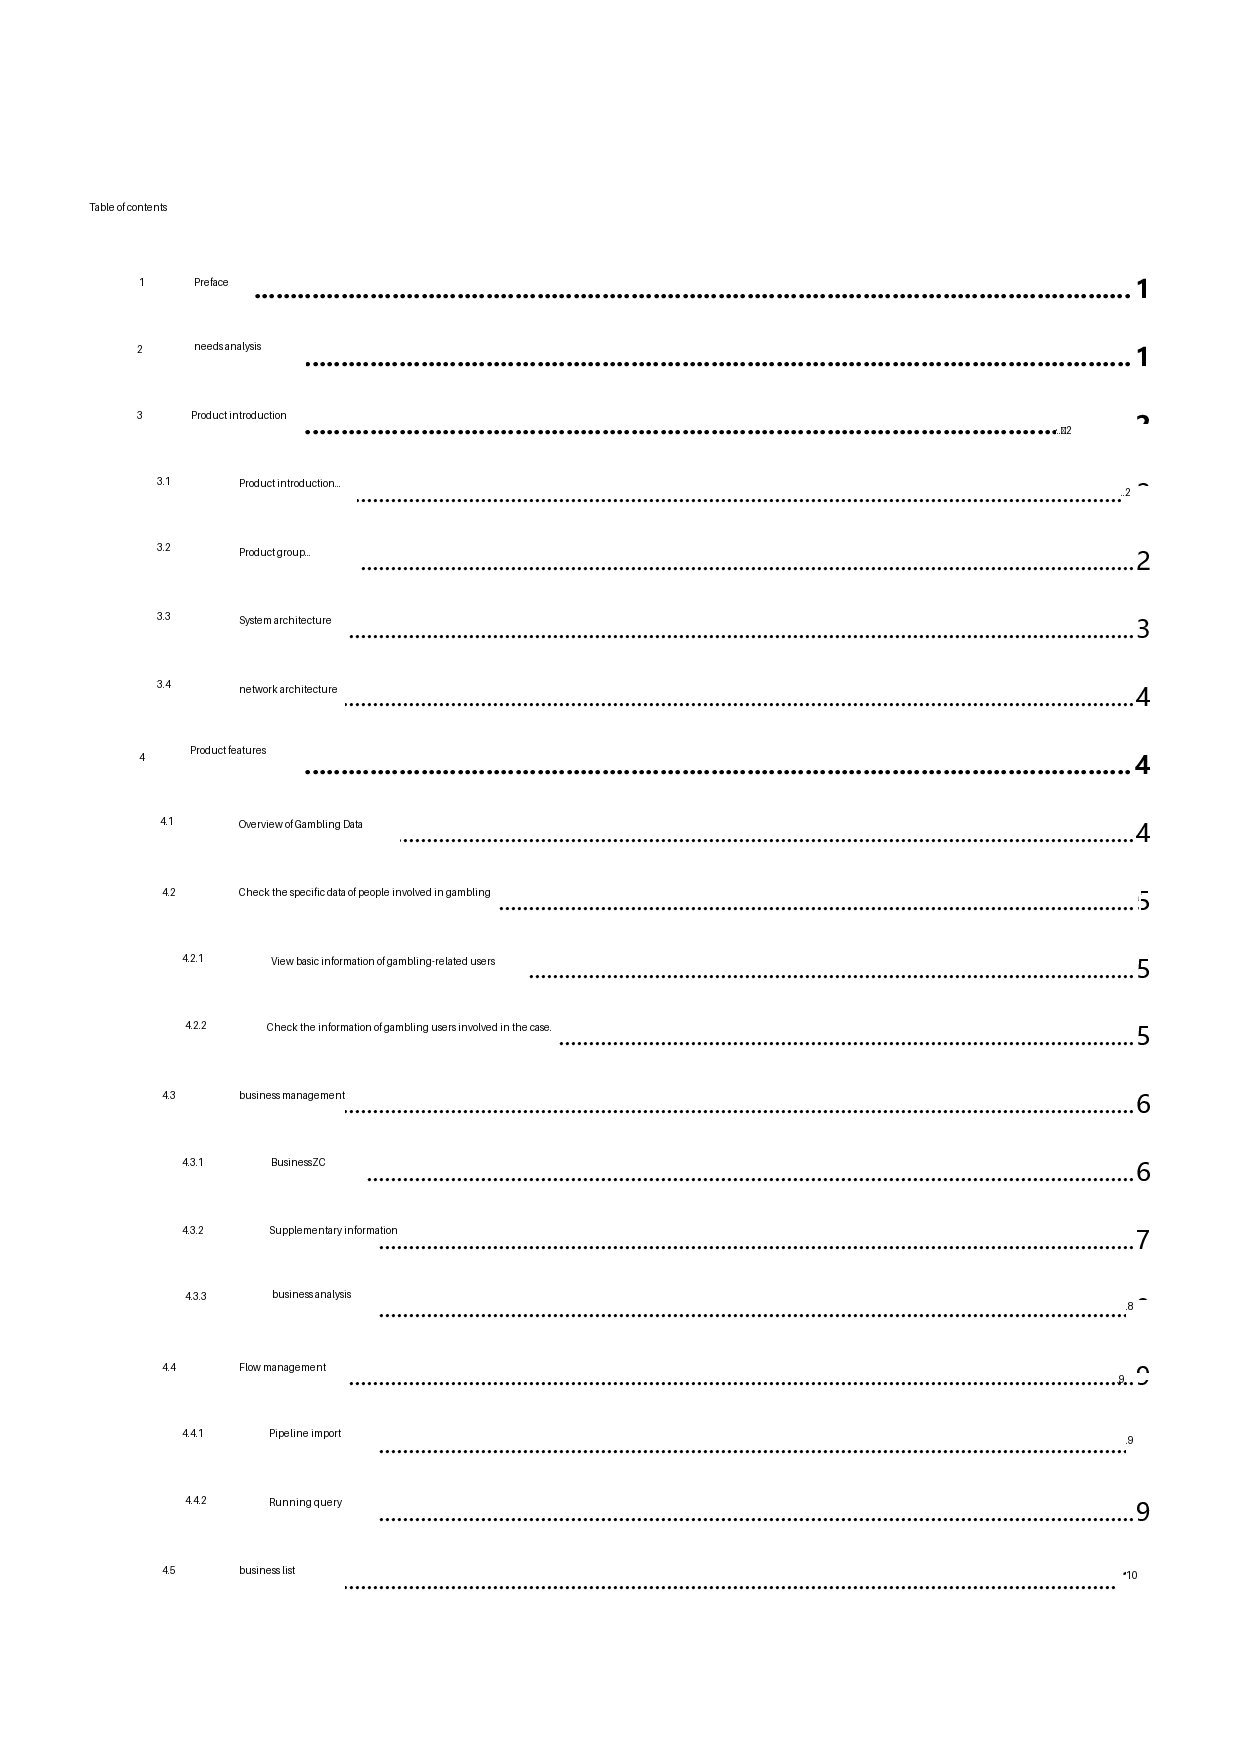 Table of contents
1 Preface ........ 1
2 needs analysis ........ 1
3 Product introduction ........ 2
3.1 Product introduction... ........ 2
3.2 Product group... ........ 2
3.3 System architecture ........ 3
3.4 network architecture ........ 4
4 Product features ........ 4
4.1 Overview of Gambling Data ........ 4
4.2 Check the specific data of people involved in gambling ........ 5
4.2.1 View basic information of gambling-related users ........ 5
4.2.2 Check the information of gambling users involved in the case. ........ 5
4.3 business management ........ 6
4.3.1 BusinessZC ........ 6
4.3.2 Supplementary information ........ 7
4.3.3 business analysis ........ 8
4.4 Flow management ........ 9
4.4.1 Pipeline import ........ 9
4.4.2 Running query ........ 9
4.5 business list ........ 10